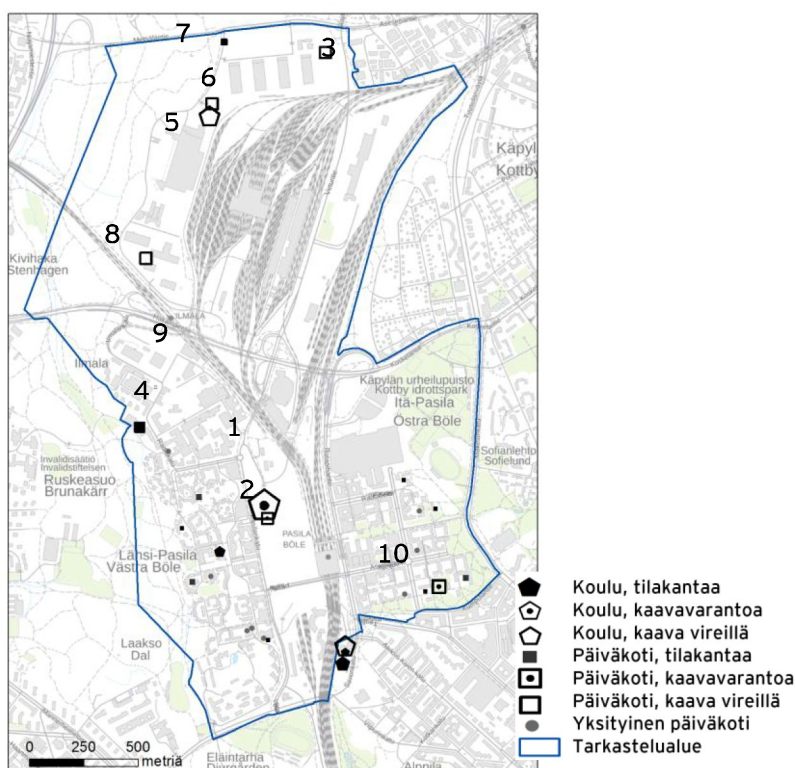 7
3
6
5
Käpyl
Kottby
8
Kivihaka
Stenhagen
ILMALA
9
Ilmala
4
Käpylän urheilupuisto
Kottby idrottspark
Itä-Pasila
Östra Böle
1
Invalidisäätiö
Invalidstiftelsen
Ruskeasuo
Brunakärr
Sofianlehto
Sofielund
2
PASILA
BÖLE
10
Länsi-Pasila
Västra Böle
Laakso
Dal
Koulu, tilakantaa
Koulu, kaavavarantoa
Koulu, kaava vireillä
Päiväkoti, tilakantaa
Päiväkoti, kaavavarantoa
Päiväkoti, kaava vireillä
Yksityinen päiväkoti
Tarkastelualue
0 250 500
metriä
Eläintarha
Djurgården
Alppila